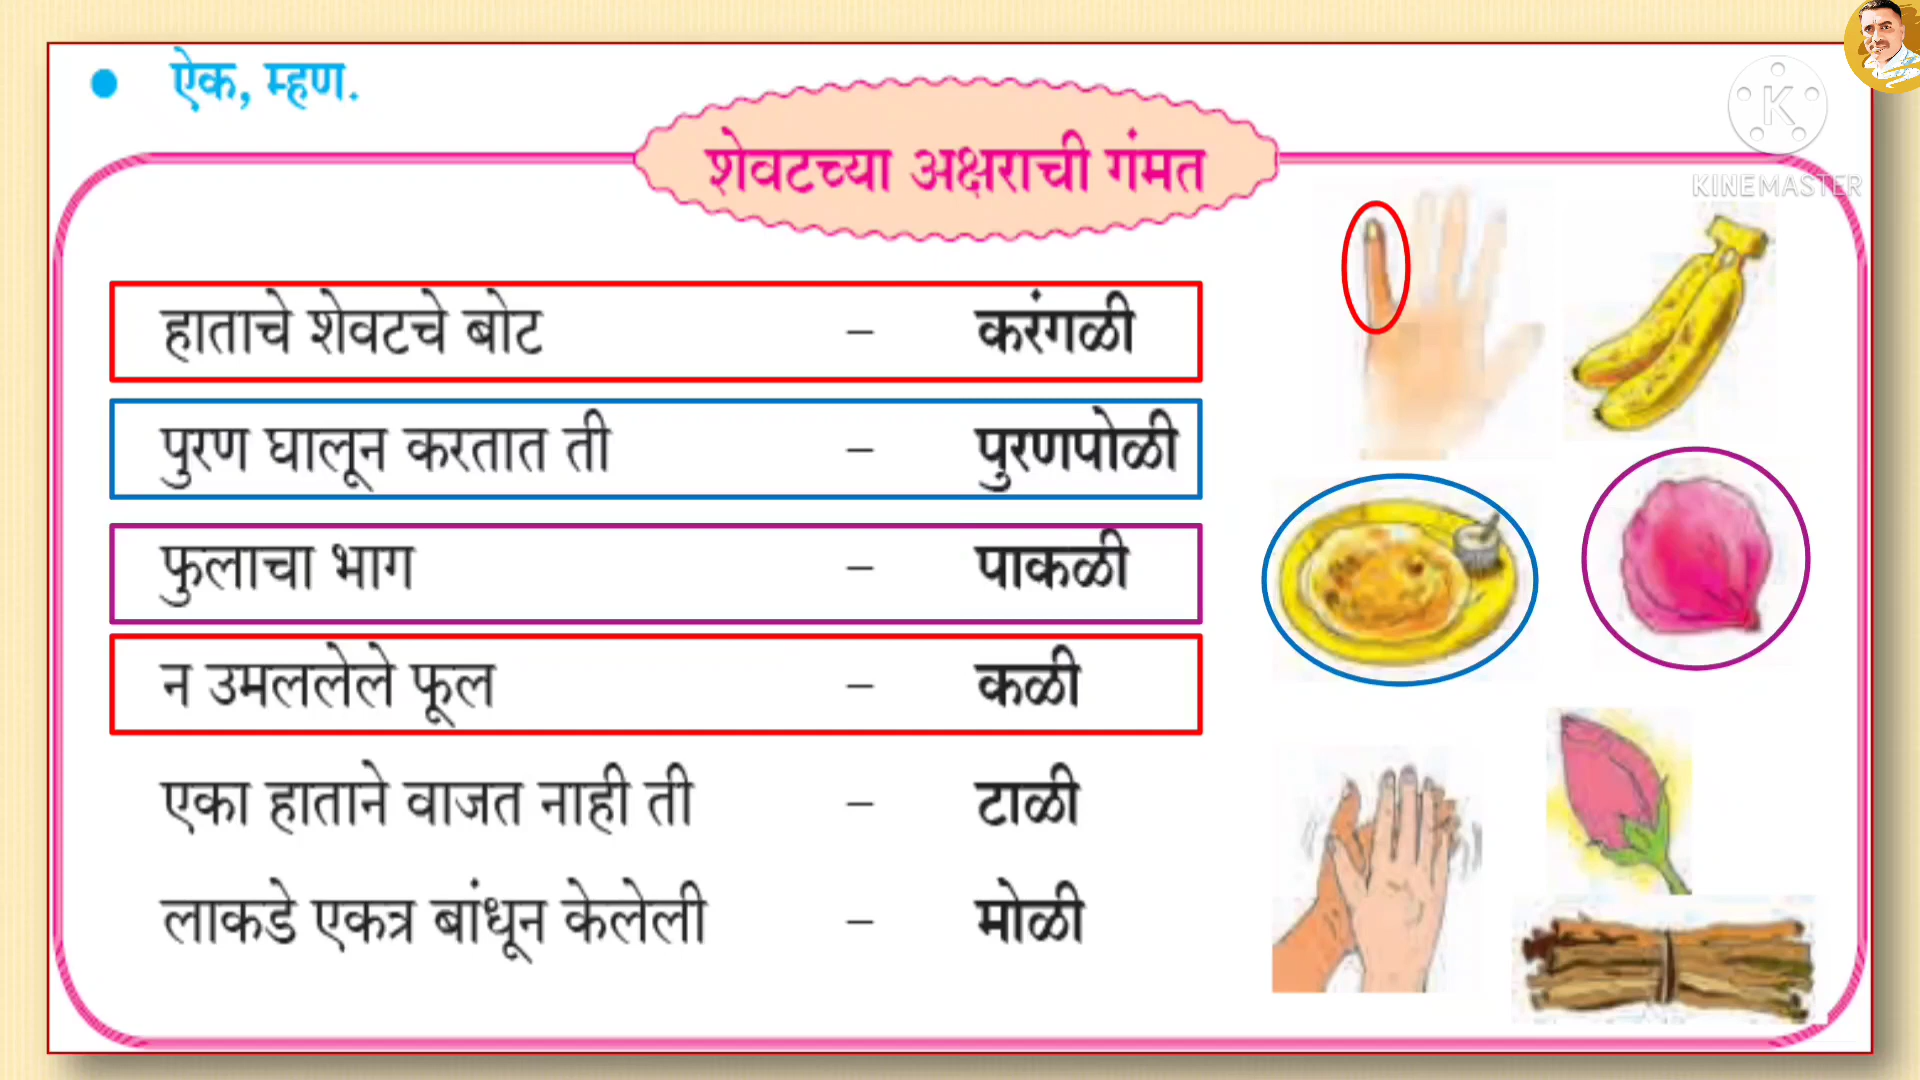 ऐक, म्हण.
शेवटच्या अक्षराची गंमत
हाताचे शेवटचे बोट – करंगळी
पुरण घालून करतात ती – पुरणपोळी
फुलाचा भाग – पाकळी
न उमललेले फूल – कळी
एका हाताने वाजत नाही ती – टाळी
लाकडे एकत्र बांधून केलेली – मोळी
K
KINEMASTER